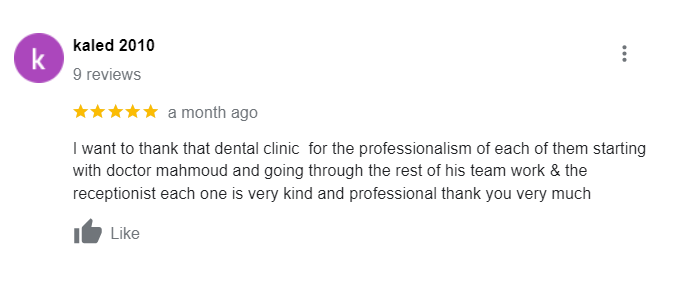 k
kaled 2010
9 reviews
a month ago
I want to thank that dental clinic  for the professionalism of each of them starting
with doctor mahmoud and going through the rest of his team work & the
receptionist each one is very kind and professional thank you very much
Like